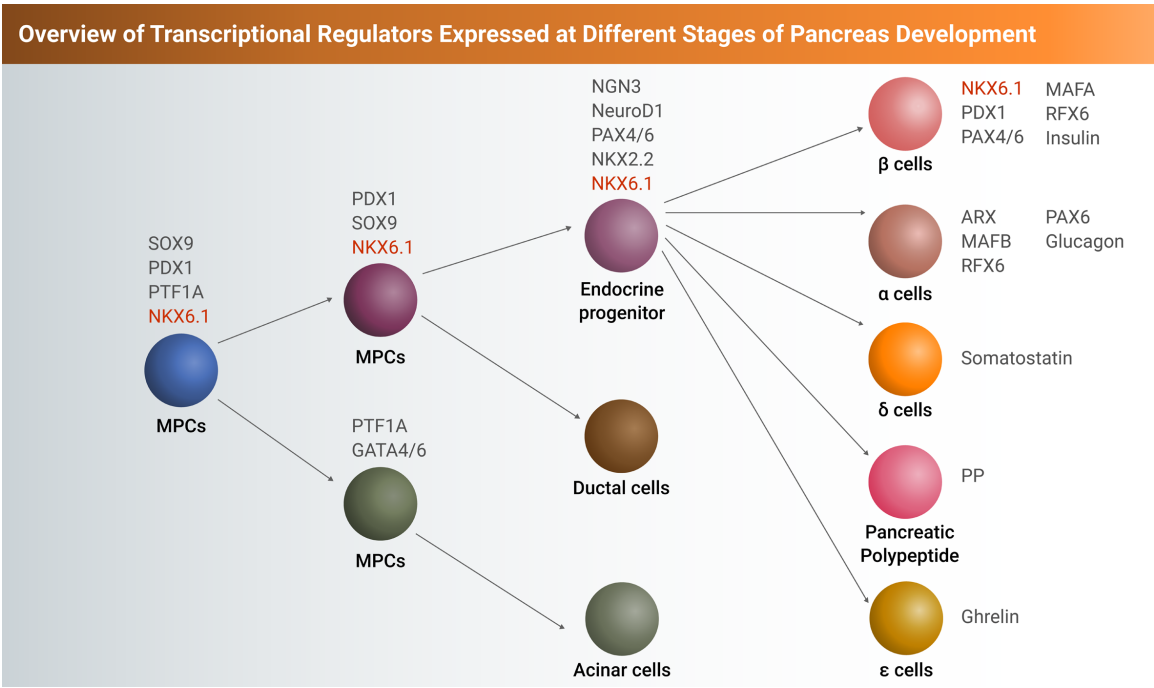 Overview of Transcriptional Regulators Expressed at Different Stages of Pancreas Development
SOX9
PDX1
PTF1A
NKX6.1
MPCs
PDX1
SOX9
NKX6.1
MPCs
PTF1A
GATA4/6
MPCs
NGN3
NeuroD1
PAX4/6
NKX2.2
NKX6.1
Endocrine
progenitor
Ductal cells
Acinar cells
NKX6.1 MAFA
PDX1 RFX6
PAX4/6 Insulin
β cells
ARX PAX6
MAFB Glucagon
RFX6
α cells
Somatostatin
δ cells
PP
Pancreatic
Polypeptide
Ghrelin
ε cells